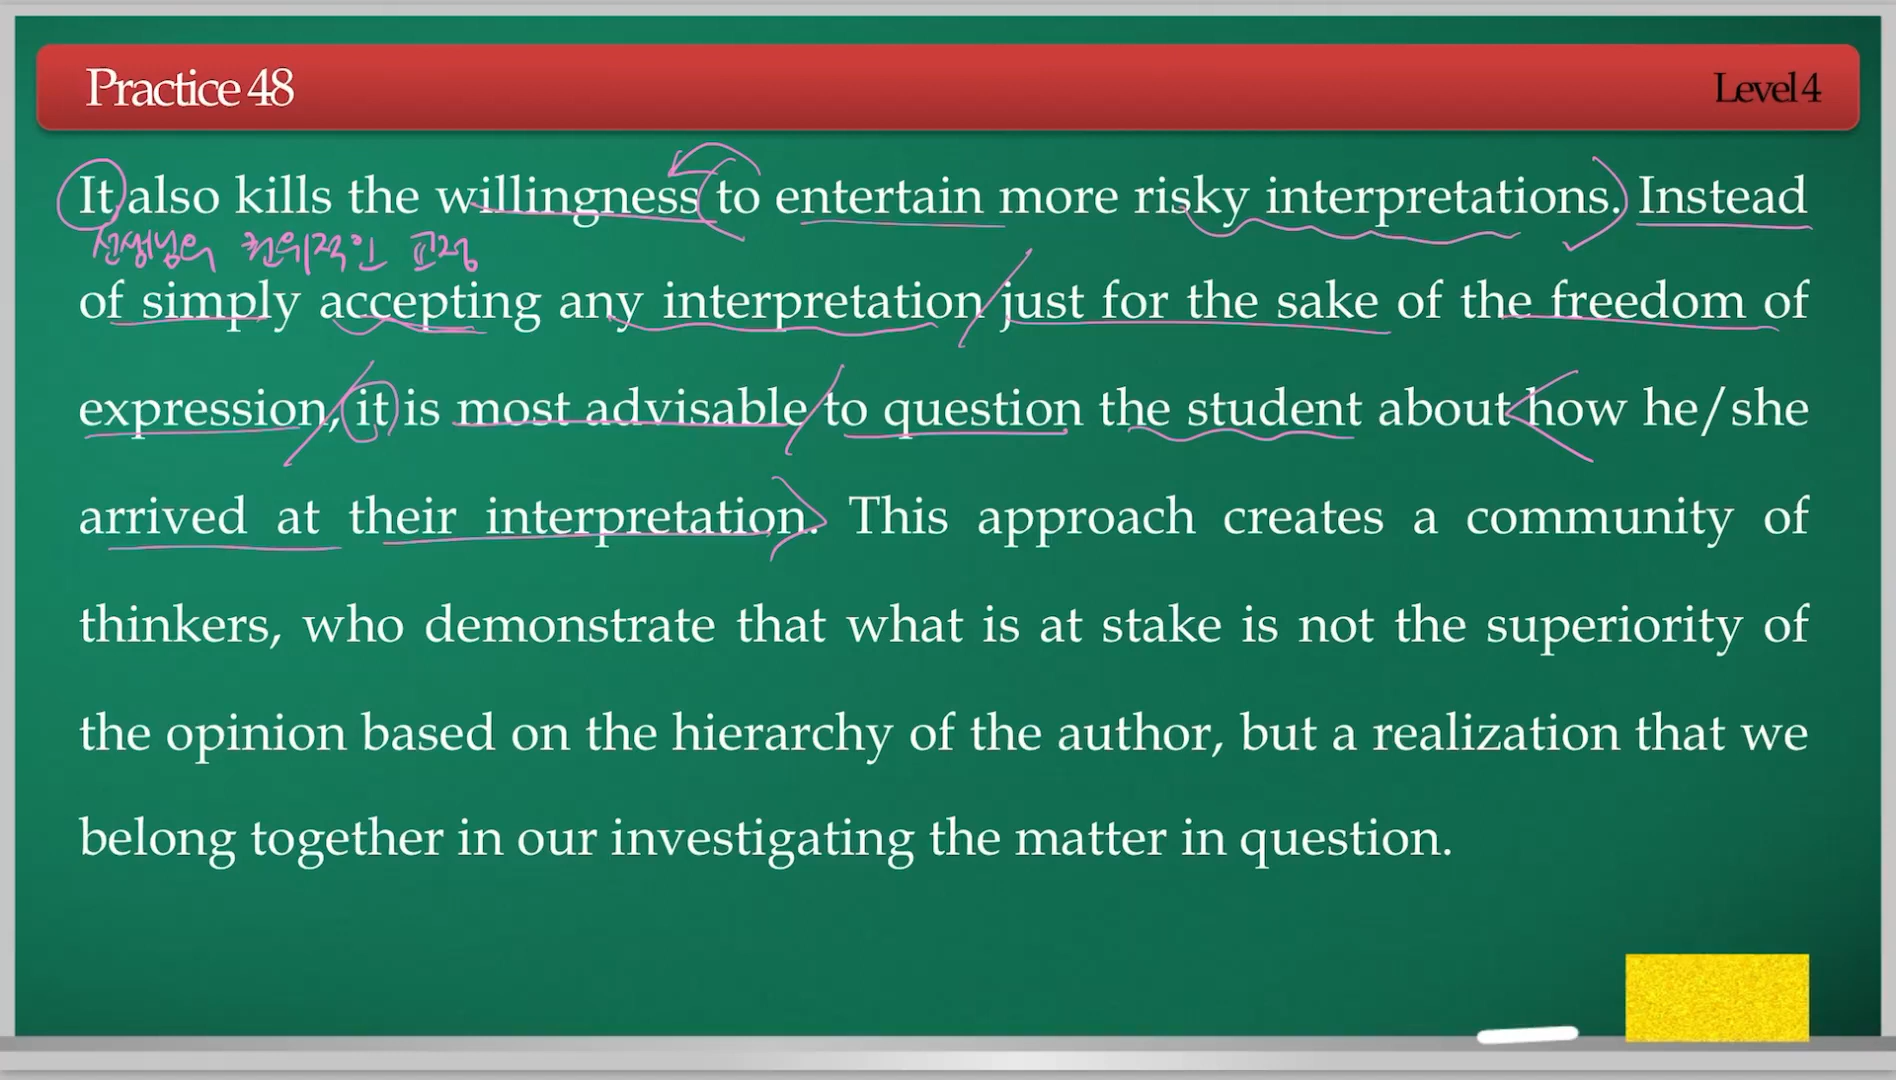 Practice 48
Level 4
It also kills the willingness to entertain more risky interpretations. Instead
선생님의 권위적인 교정
of simply accepting any interpretation just for the sake of the freedom of
expression, it is most advisable to question the student about how he/she
arrived at their interpretation. This approach creates a community of
thinkers, who demonstrate that what is at stake is not the superiority of
the opinion based on the hierarchy of the author, but a realization that we
belong together in our investigating the matter in question.